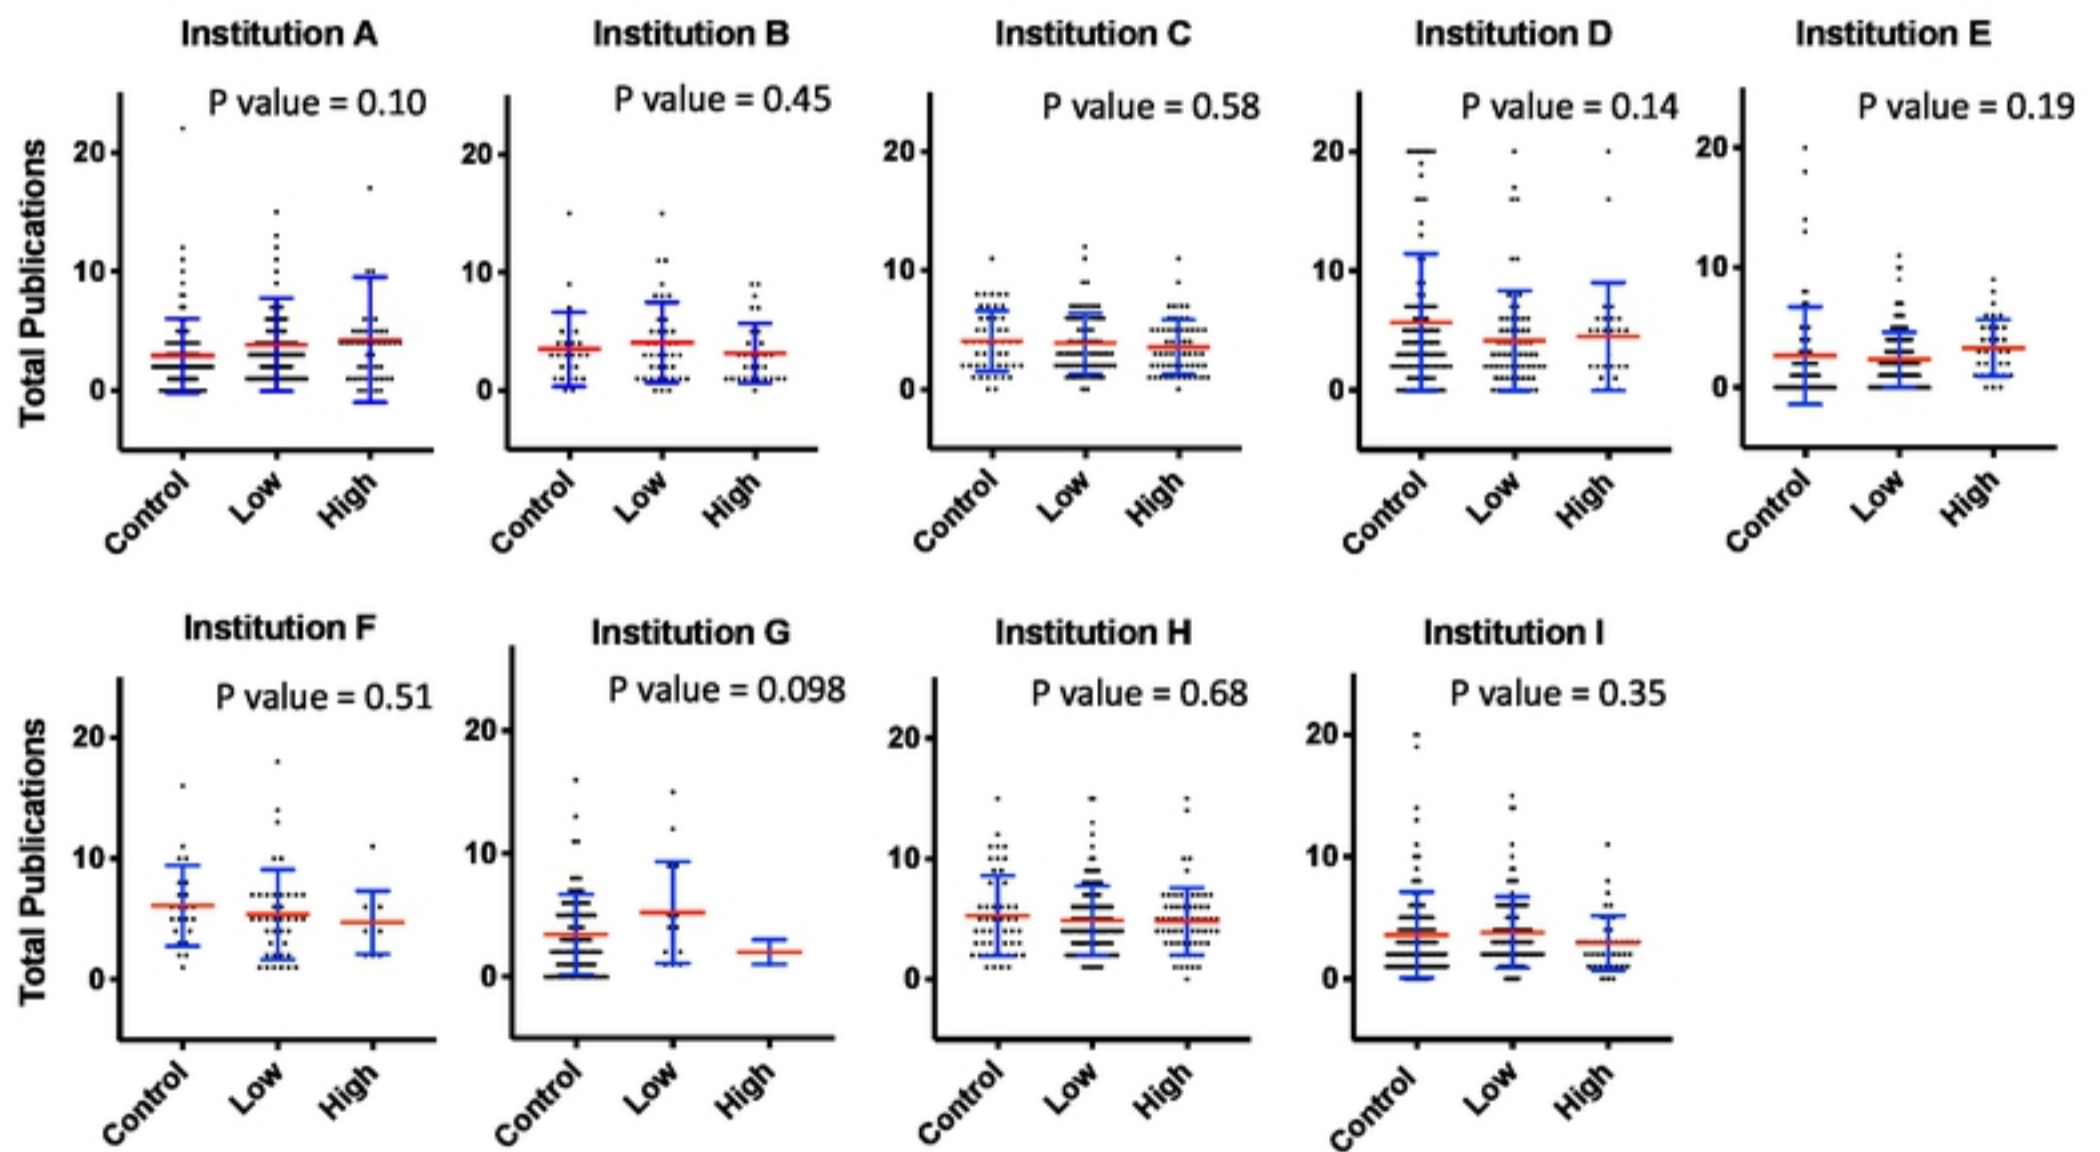 Institution A
Institution B
Institution C
Institution D
Institution E
P value = 0.10
P value = 0.45
P value = 0.58
P value = 0.14
P value = 0.19
Total Publications
20
10
0
20
10
0
20
10
0
20
10
0
20
10
0
Control
Low
High
Control
Low
High
Control
Low
High
Control
Low
High
Control
Low
High
Institution F
Institution G
Institution H
Institution I
P value = 0.51
P value = 0.098
P value = 0.68
P value = 0.35
Total Publications
20
10
0
20
10
0
20
10
0
20
10
0
Control
Low
High
Control
Low
High
Control
Low
High
Control
Low
High